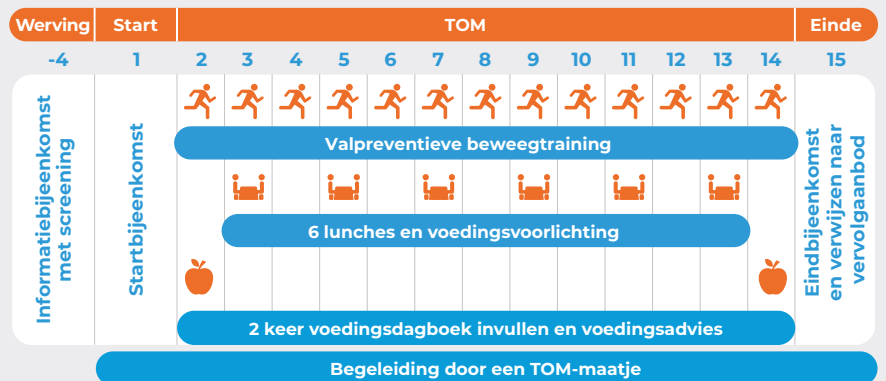 Werving Start TOM Einde
-4 1 2 3 4 5 6 7 8 9 10 11 12 13 14 15
Informatiebijeenkomst
met screening
Startbijeenkomst
Valpreventieve beweegtraining
6 lunches en voedingsvoorlichting
2 keer voedingsdagboek invullen en voedingsadvies
Eindbijeenkomst
en verwijzen naar
vervolgaanbod
Begeleiding door een TOM-maatje